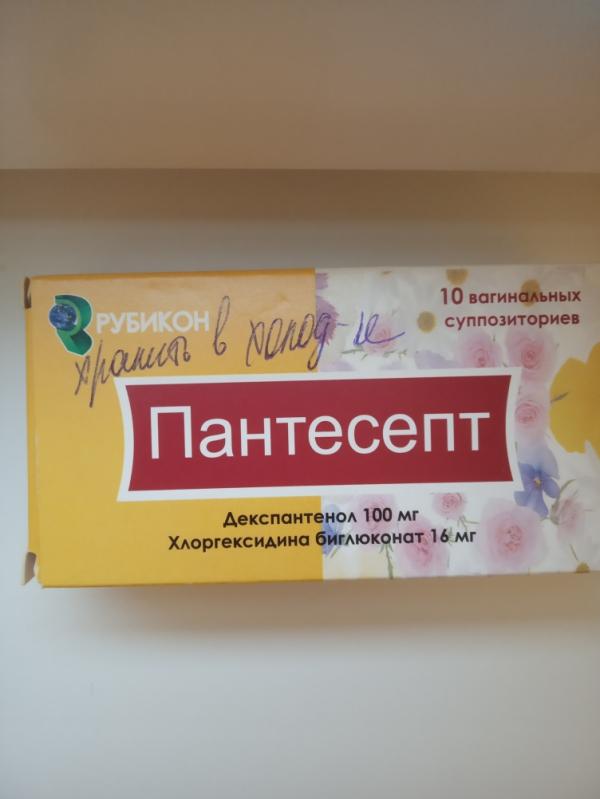 10 вагинальных
суппозиториев
РУБИКОН
хранить в холод-ке
Пантесепт
Декспантенол 100 мг
Хлоргексидина биглюконат 16 мг